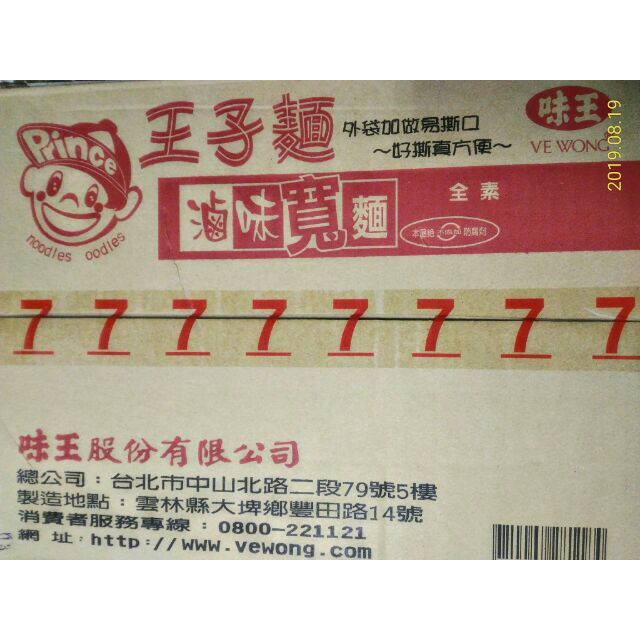 Prince
noodles oodles
王子麵
外袋加做易撕口
～好撕真方便～
味王
VE WONG
滷味寬麵
全素
本品絕不添加防腐劑
2019.08.19
7 7 7 7 7 7 7 7
味王股份有限公司
總公司：台北市中山北路二段79號5樓
製造地點：雲林縣大埤鄉豐田路14號
消費者服務專線：0800-221121
網 址：http://www.vewong.com